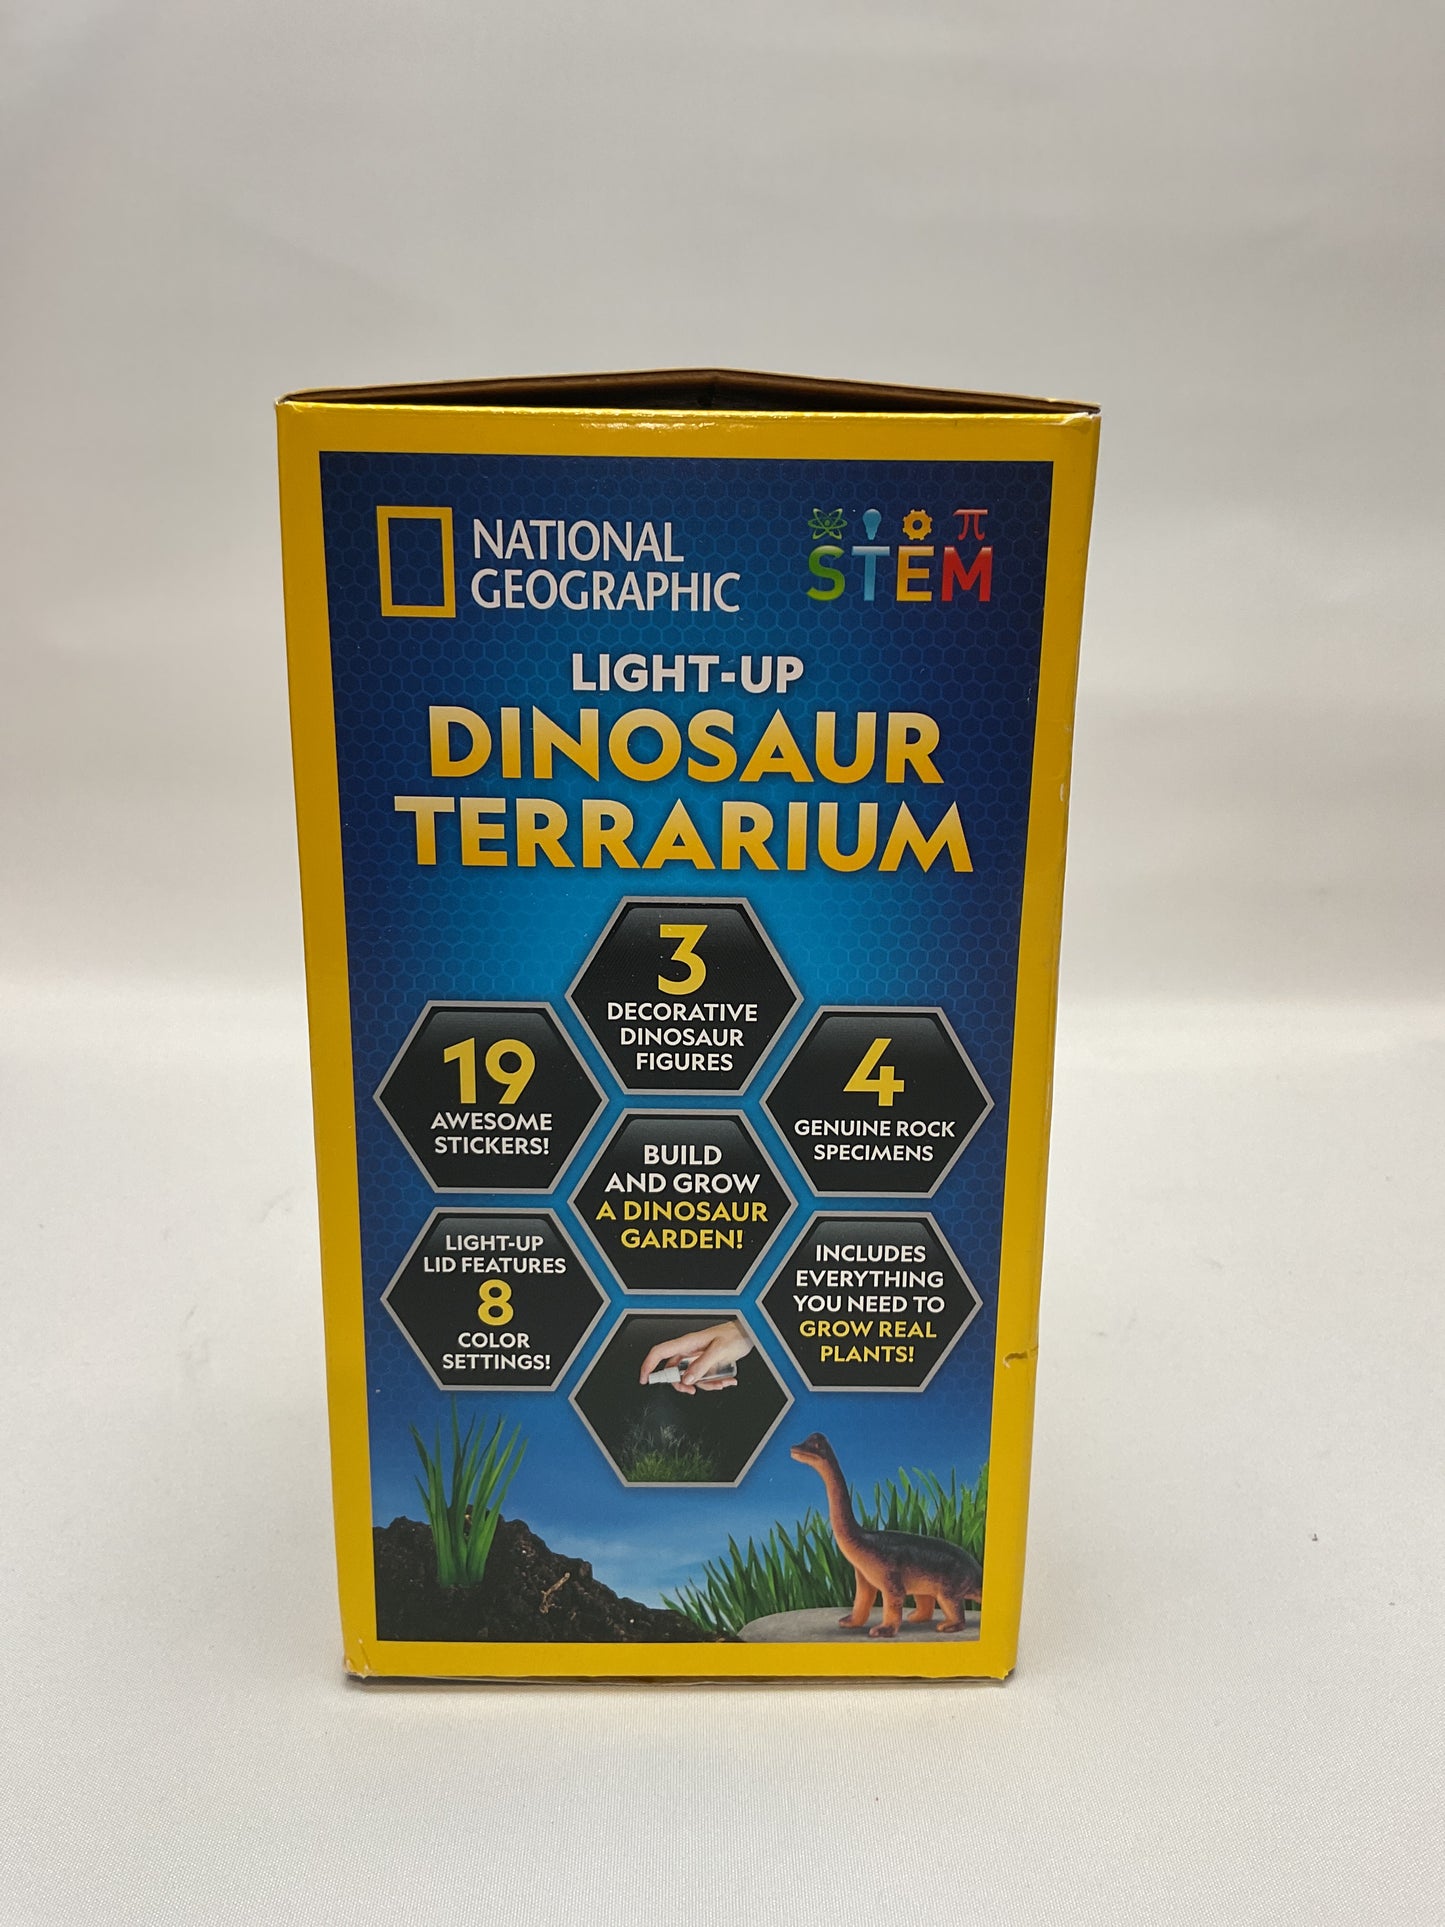 NATIONAL
GEOGRAPHIC
π
STEM
LIGHT-UP
DINOSAUR
TERRARIUM
3
DECORATIVE
DINOSAUR
FIGURES
19
AWESOME
STICKERS!
4
GENUINE ROCK
SPECIMENS
BUILD
AND GROW
A DINOSAUR
GARDEN!
LIGHT-UP
LID FEATURES
8
COLOR
SETTINGS!
INCLUDES
EVERYTHING
YOU NEED TO
GROW REAL
PLANTS!